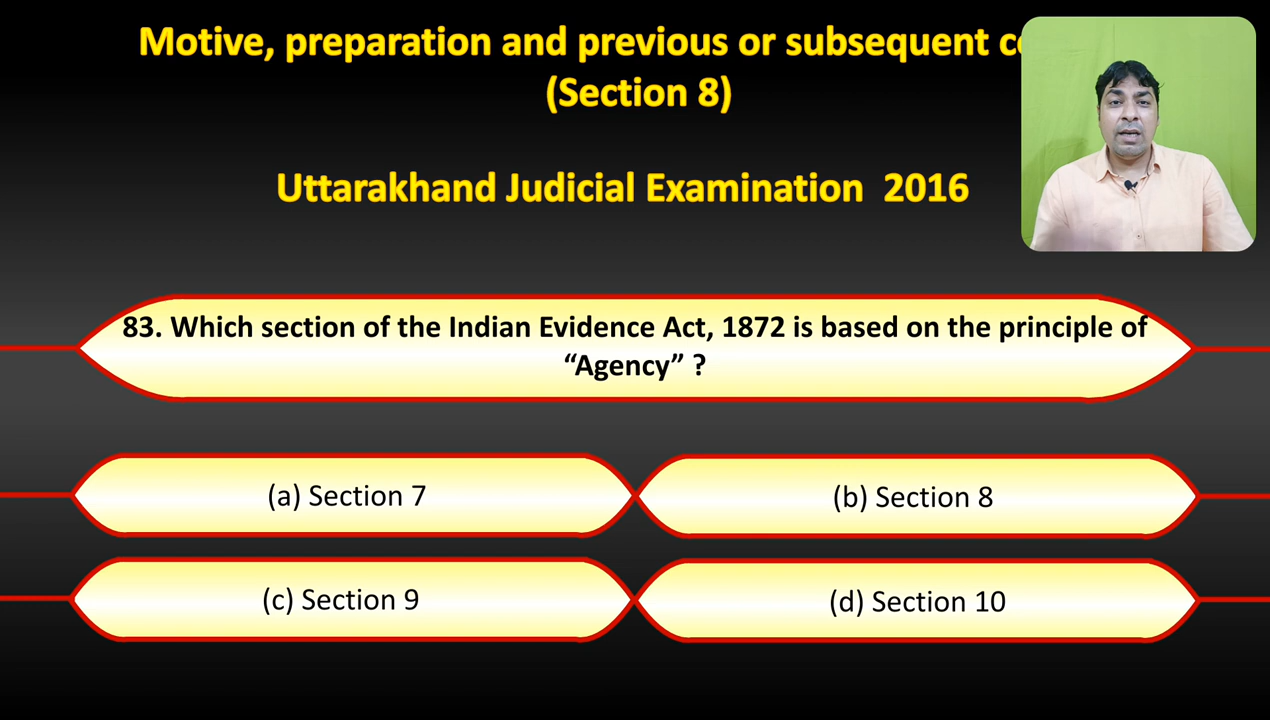 Motive, preparation and previous or subsequent
(Section 8)
Uttarakhand Judicial Examination 2016
83. Which section of the Indian Evidence Act, 1872 is based on the principle of
“Agency” ?
(a) Section 7
(b) Section 8
(c) Section 9
(d) Section 10